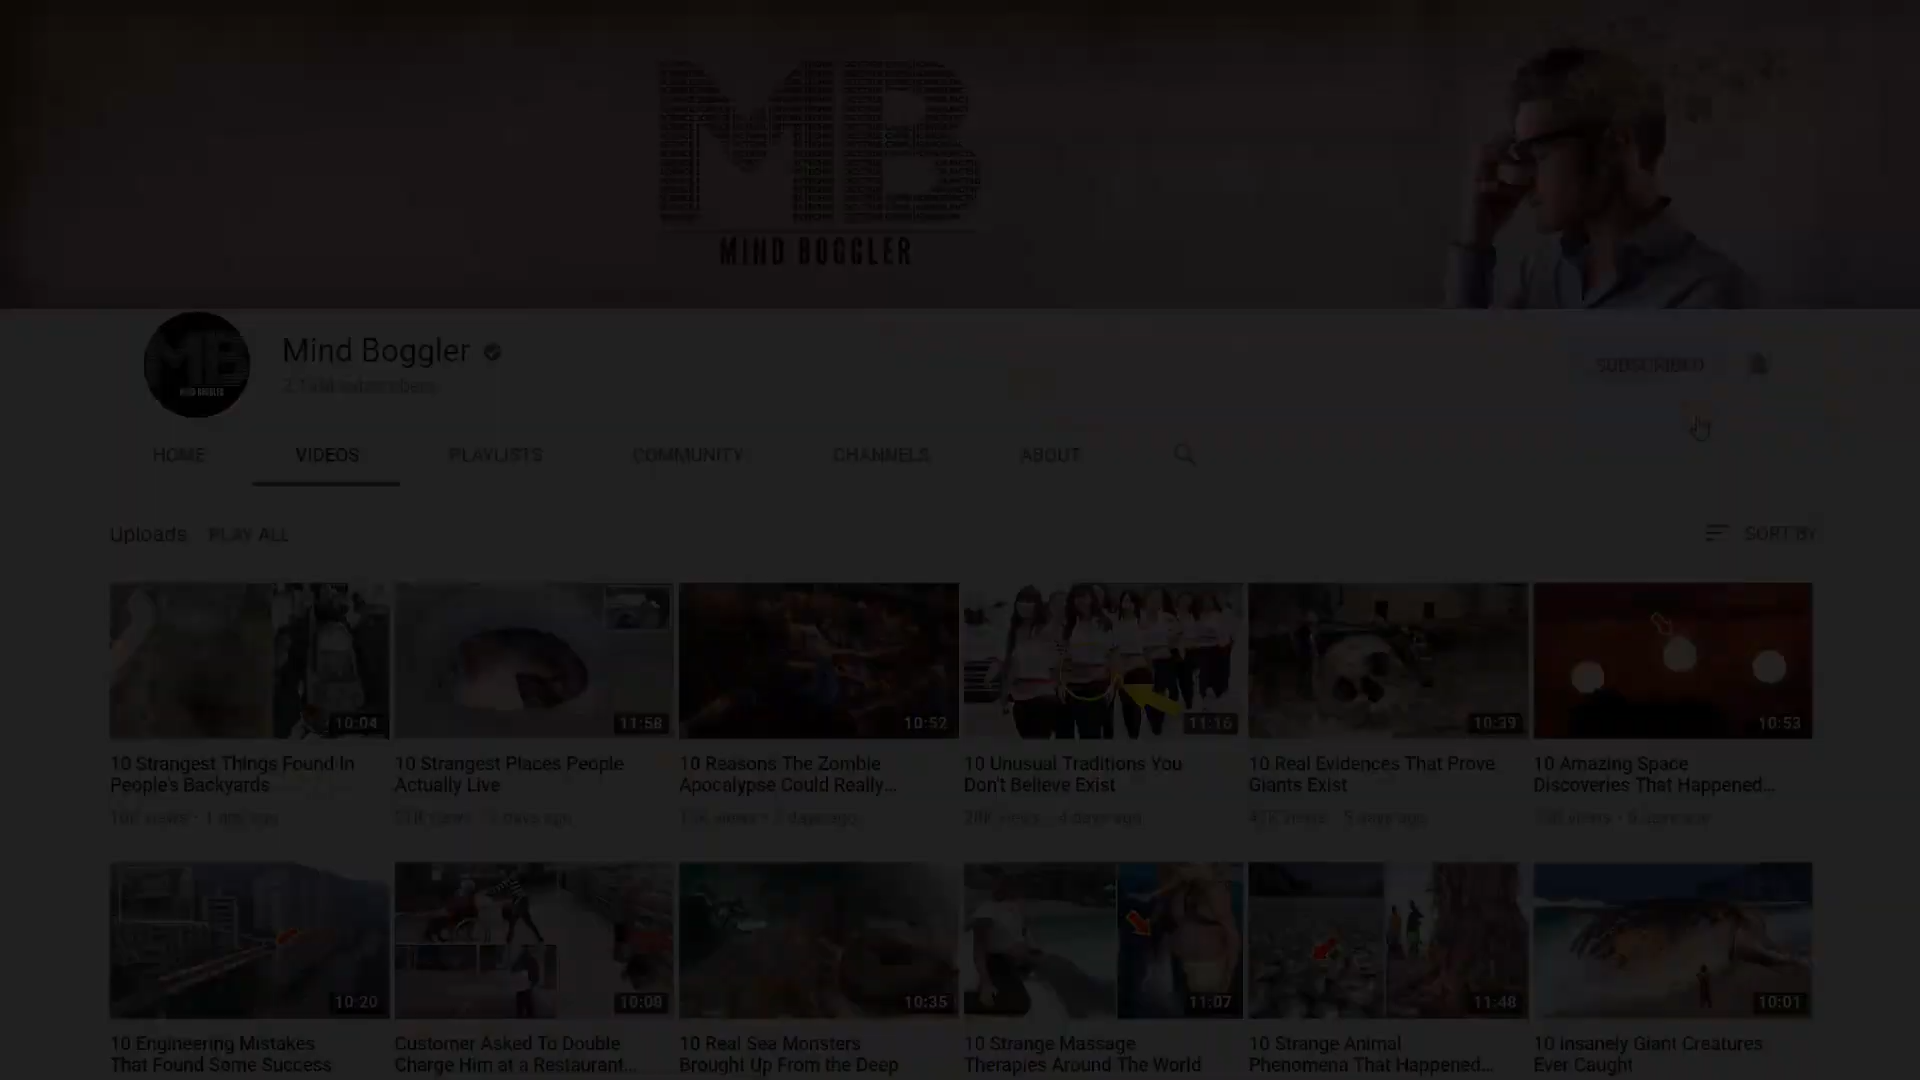 MB
MIND BOGGLER
Mind Boggler
SUBSCRIBED
HOME VIDEOS PLAYLISTS COMMUNITY CHANNELS ABOUT
Uploads PLAY ALL SORT BY
10:04 11:58 10:52 11:16 10:39 10:53
10 Strangest Things Found In
People's Backyards
10 Strangest Places People
Actually Live
10 Reasons The Zombie
Apocalypse Could Really...
10 Unusual Traditions You
Don't Believe Exist
10 Real Evidences That Prove
Giants Exist
10 Amazing Space
Discoveries That Happened...
10:20 10:35 11:07 11:48 10:01
10 Engineering Mistakes
That Found Some Success
Customer Asked To Double
Charge Him at a Restaurant...
10 Real Sea Monsters
Brought Up From the Deep
10 Strange Massage
Therapies Around The World
10 Strange Animal
Phenomena That Happened...
10 Insanely Giant Creatures
Ever Caught